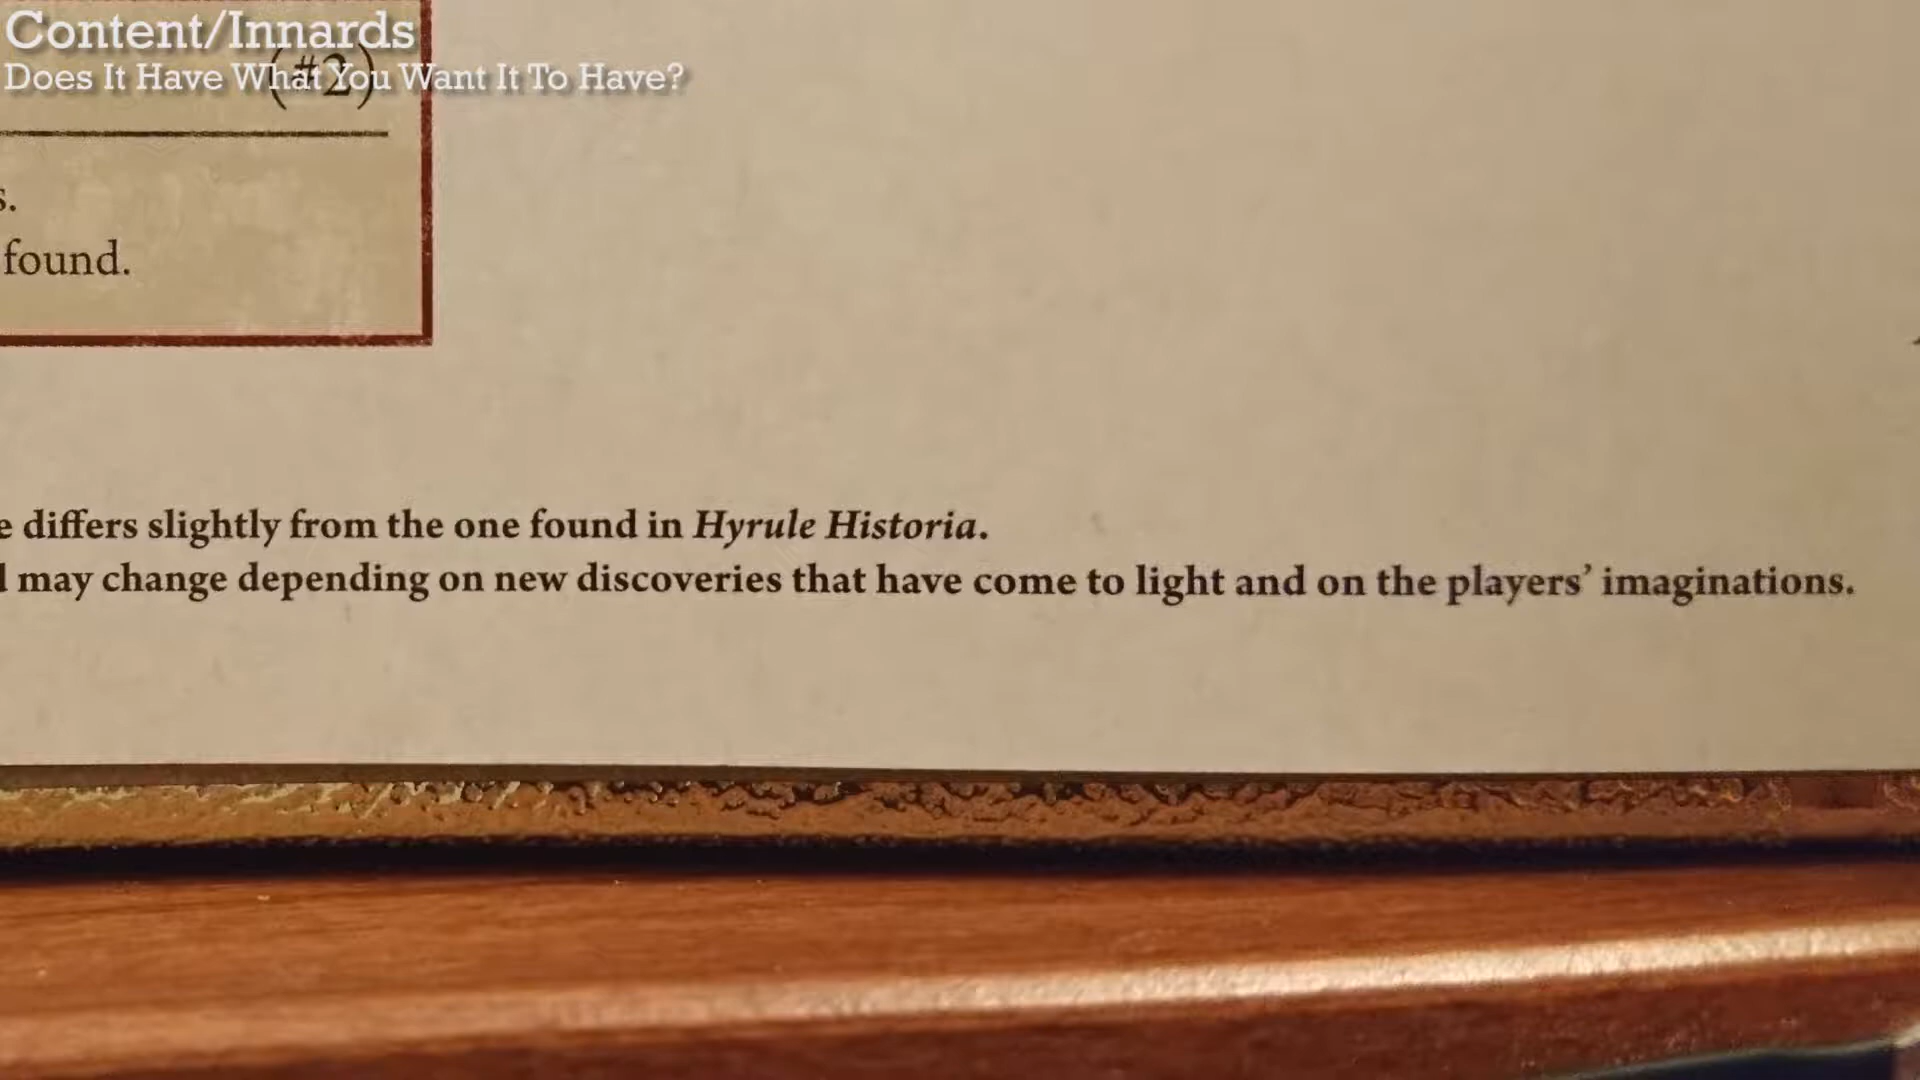 Content/Innards
Does It Have What You Want It To Have?
(#2)
s.
found.
e differs slightly from the one found in Hyrule Historia.
may change depending on new discoveries that have come to light and on the players’ imaginations.